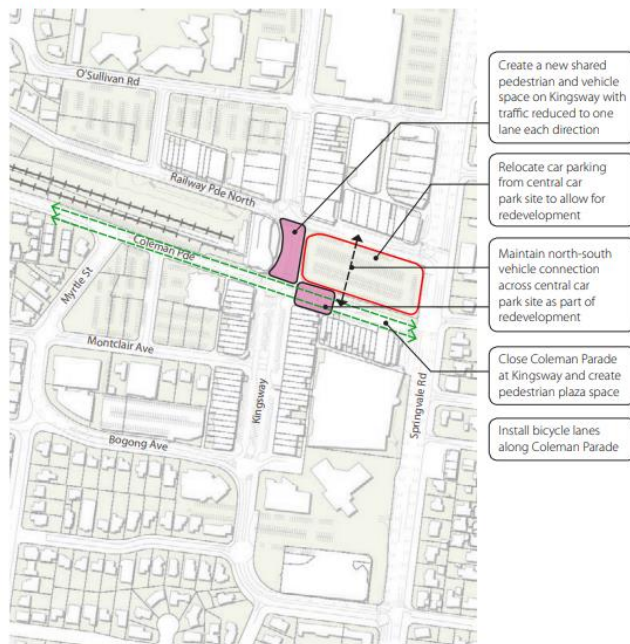 O'Sullivan Rd
Railway Pde North
Coleman Pde
Myrtle St
Montclair Ave
Kingsway
Springvale Rd
Bogong Ave
Create a new shared
pedestrian and vehicle
space on Kingsway with
traffic reduced to one
lane each direction
Relocate car parking
from central car
park site to allow for
redevelopment
Maintain north-south
vehicle connection
across central car
park site as part of
redevelopment
Close Coleman Parade
at Kingsway and create
pedestrian plaza space
Install bicycle lanes
along Coleman Parade